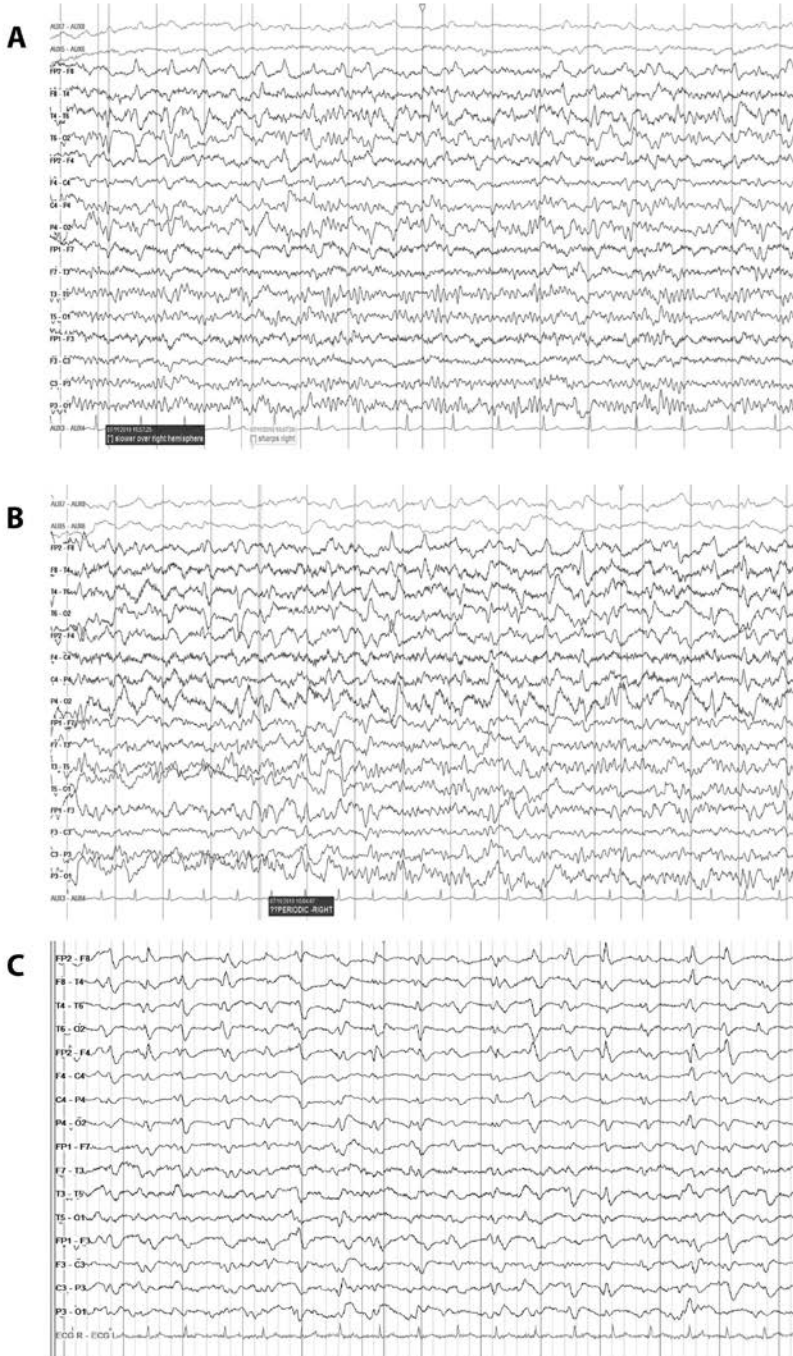 A
AUX7 - AUX8
AUX5 - AUX6
FP2 - F8
F8 - T4
T4 - T6
T6 - O2
FP2 - F4
F4 - C4
C4 - P4
P4 - O2
FP1 - F7
F7 - T3
T3 - T5
T5 - O1
FP1 - F3
F3 - C3
C3 - P3
P3 - O1
AUX3 - AUX4
[*] slower over right hemisphere
[*] sharps right
B
AUX7 - AUX8
AUX5 - AUX6
FP2 - F8
F8 - T4
T4 - T6
T6 - O2
FP2 - F4
F4 - C4
C4 - P4
P4 - O2
FP1 - F7
F7 - T3
T3 - T5
T5 - O1
FP1 - F3
F3 - C3
C3 - P3
P3 - O1
AUX3 - AUX4
??PERIODIC -RIGHT
C
FP2 - F8
F8 - T4
T4 - T6
T6 - O2
FP2 - F4
F4 - C4
C4 - P4
P4 - O2
FP1 - F7
F7 - T3
T3 - T5
T5 - O1
FP1 - F3
F3 - C3
C3 - P3
P3 - O1
ECG R - ECG L